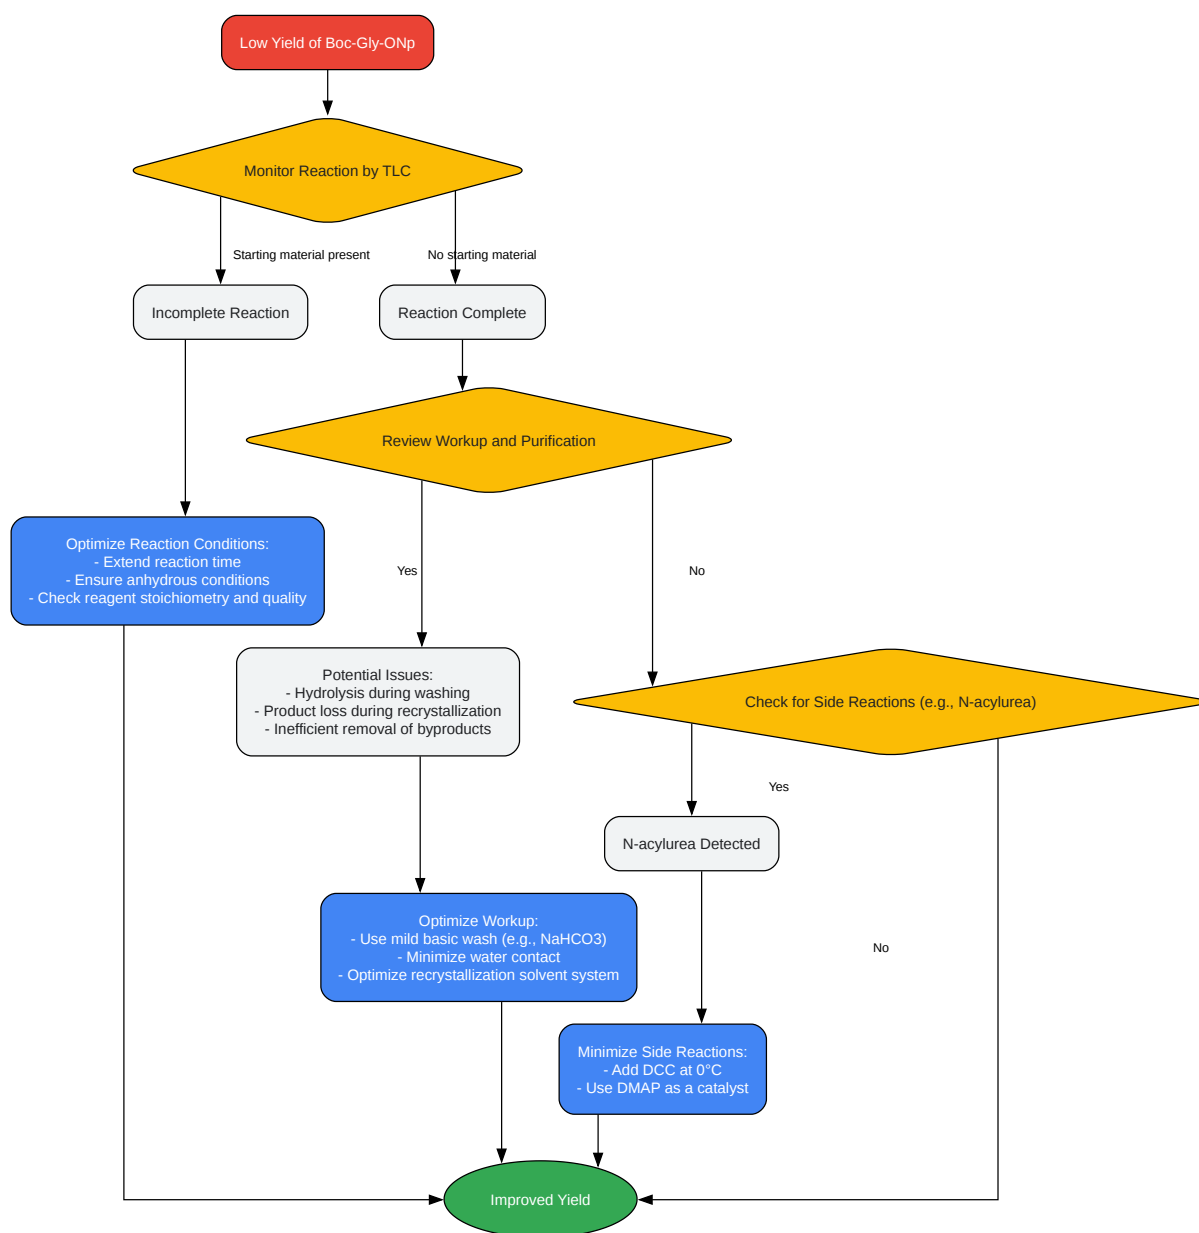 Low Yield of Boc-Gly-ONp
Monitor Reaction by TLC
Starting material present
No starting material
Incomplete Reaction
Reaction Complete
Review Workup and Purification
Optimize Reaction Conditions:
- Extend reaction time
- Ensure anhydrous conditions
- Check reagent stoichiometry and quality
Yes
No
Potential Issues:
- Hydrolysis during washing
- Product loss during recrystallization
- Inefficient removal of byproducts
Check for Side Reactions (e.g., N-acylurea)
Yes
N-acylurea Detected
No
Optimize Workup:
- Use mild basic wash (e.g., NaHCO3)
- Minimize water contact
- Optimize recrystallization solvent system
Minimize Side Reactions:
- Add DCC at 0°C
- Use DMAP as a catalyst
Improved Yield